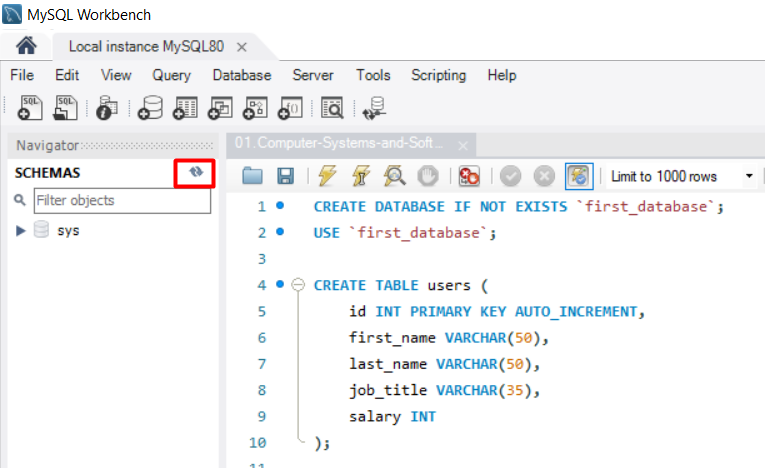 MySQL Workbench
Local instance MySQL80 ×
File Edit View Query Database Server Tools Scripting Help
SQL SQL
Navigator
01.Computer-Systems-and-Soft... ×
SCHEMAS
Limit to 1000 rows
Filter objects
sys
1 CREATE DATABASE IF NOT EXISTS `first_database`;
2 USE `first_database`;
3
4 CREATE TABLE users (
5 id INT PRIMARY KEY AUTO_INCREMENT,
6 first_name VARCHAR(50),
7 last_name VARCHAR(50),
8 job_title VARCHAR(35),
9 salary INT
10 );
11